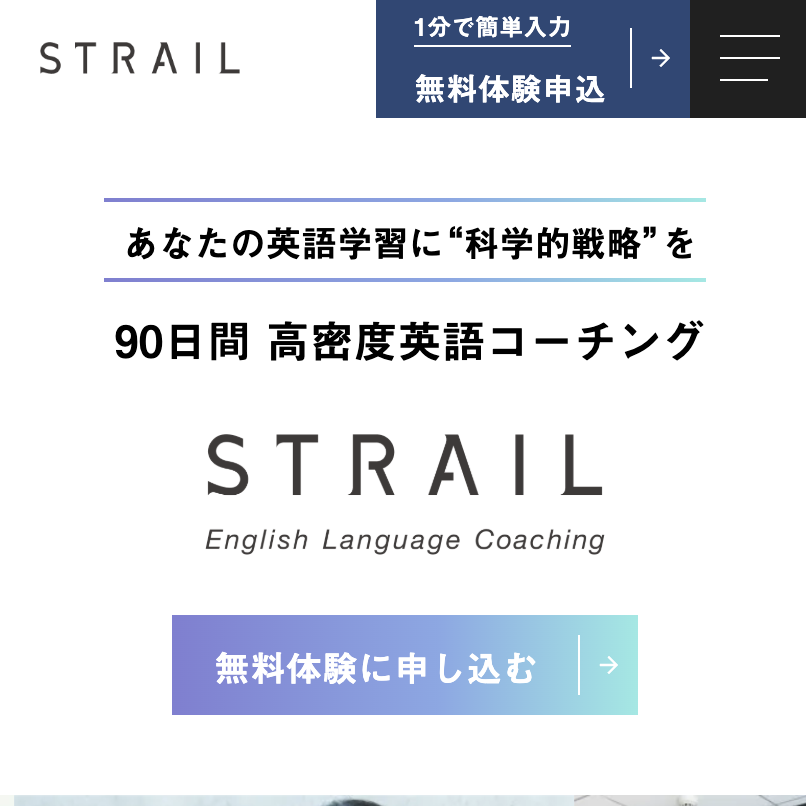 STRAIL
1分で簡単入力
無料体験申込
あなたの英語学習に“科学的戦略”を
90日間 高密度英語コーチング
STRAIL
English Language Coaching
無料体験に申し込む